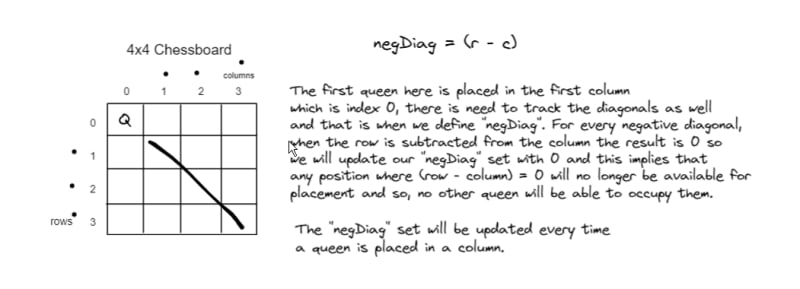 negDiag = (r - c)
4x4 Chessboard
columns
0 1 2 3
0 Q
1
2
rows 3
The first queen here is placed in the first column
which is index 0, there is need to track the diagonals as well
and that is when we define "negDiag". For every negative diagonal,
when the row is subtracted from the column the result is 0 so
we will update our "negDiag" set with 0 and this implies that
any position where (row - column) = 0 will no longer be available for
placement and so, no other queen will be able to occupy them.
The "negDiag" set will be updated every time
a queen is placed in a column.